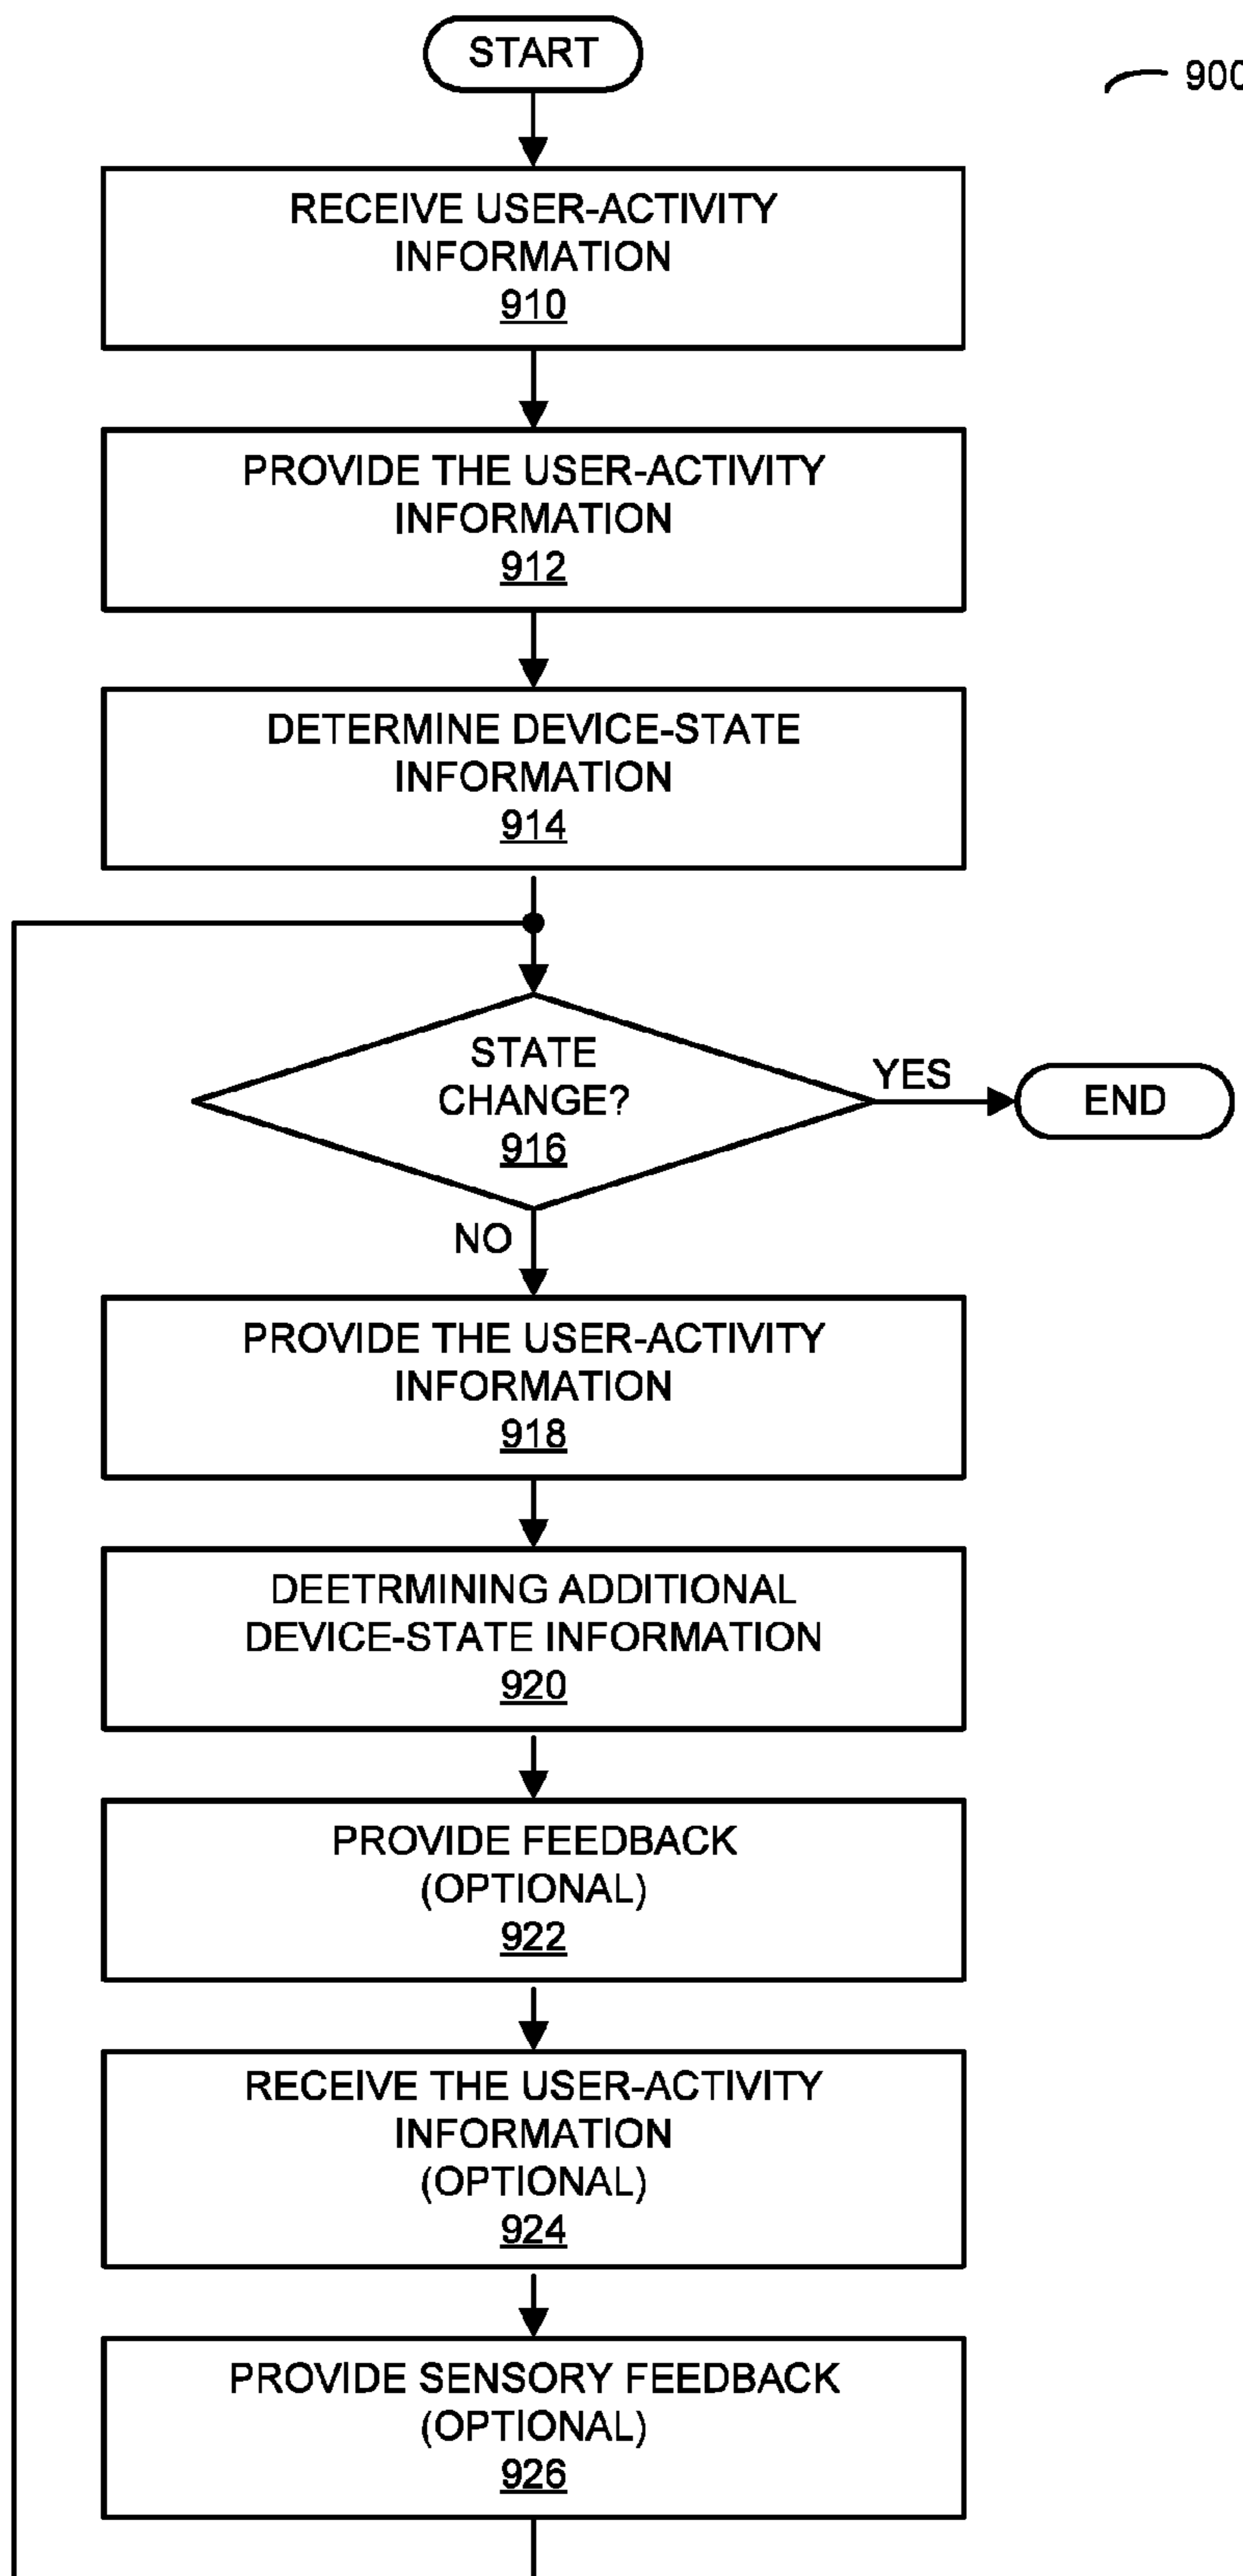 START
900
RECEIVE USER-ACTIVITY
INFORMATION
910
PROVIDE THE USER-ACTIVITY
INFORMATION
912
DETERMINE DEVICE-STATE
INFORMATION
914
STATE
CHANGE?
916
YES
END
NO
PROVIDE THE USER-ACTIVITY
INFORMATION
918
DEETRMINING ADDITIONAL
DEVICE-STATE INFORMATION
920
PROVIDE FEEDBACK
(OPTIONAL)
922
RECEIVE THE USER-ACTIVITY
INFORMATION
(OPTIONAL)
924
PROVIDE SENSORY FEEDBACK
(OPTIONAL)
926